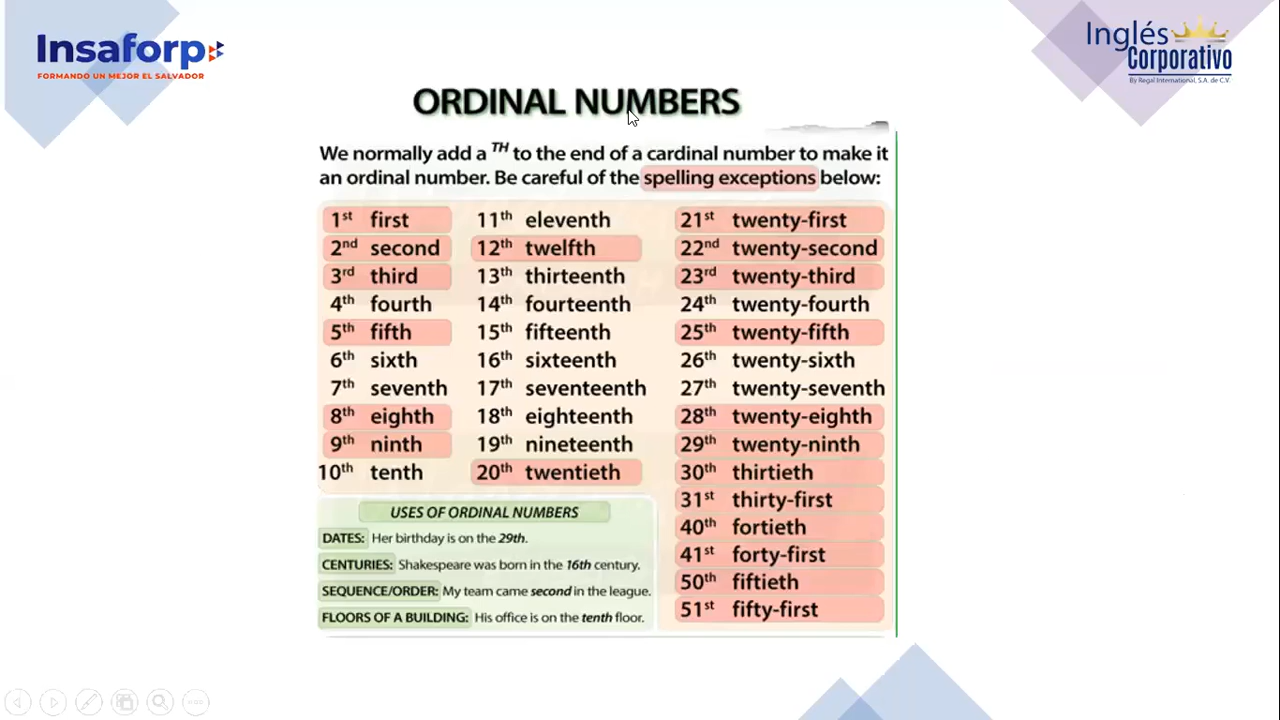 Insaforp
FORMANDO UN MEJOR EL SALVADOR
Inglés
Corporativo
By Regal International, S.A. de C.V.
ORDINAL NUMBERS
We normally add a TH to the end of a cardinal number to make it
an ordinal number. Be careful of the spelling exceptions below:
1st first
2nd second
3rd third
4th fourth
5th fifth
6th sixth
7th seventh
8th eighth
9th ninth
10th tenth
11th eleventh
12th twelfth
13th thirteenth
14th fourteenth
15th fifteenth
16th sixteenth
17th seventeenth
18th eighteenth
19th nineteenth
20th twentieth
21st twenty-first
22nd twenty-second
23rd twenty-third
24th twenty-fourth
25th twenty-fifth
26th twenty-sixth
27th twenty-seventh
28th twenty-eighth
29th twenty-ninth
30th thirtieth
31st thirty-first
40th fortieth
41st forty-first
50th fiftieth
51st fifty-first
USES OF ORDINAL NUMBERS
DATES: Her birthday is on the 29th.
CENTURIES: Shakespeare was born in the 16th century.
SEQUENCE/ORDER: My team came second in the league.
FLOORS OF A BUILDING: His office is on the tenth floor.